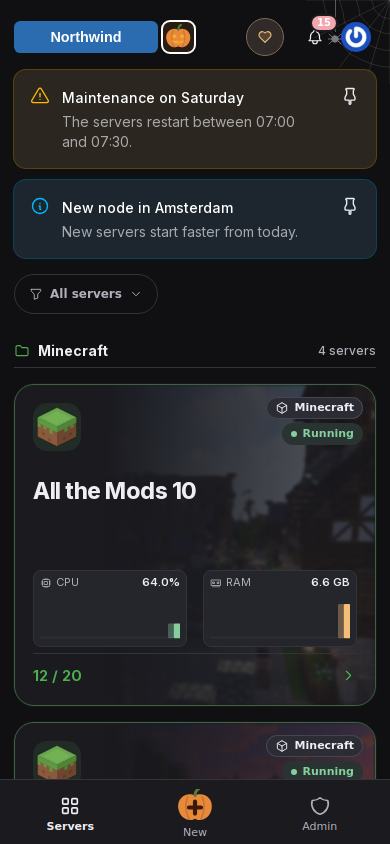 Northwind
15
Maintenance on Saturday
The servers restart between 07:00
and 07:30.
New node in Amsterdam
New servers start faster from today.
All servers
Minecraft
4 servers
Minecraft
Running
All the Mods 10
CPU
64.0%
RAM
6.6 GB
12 / 20
Minecraft
Running
Servers
New
Admin